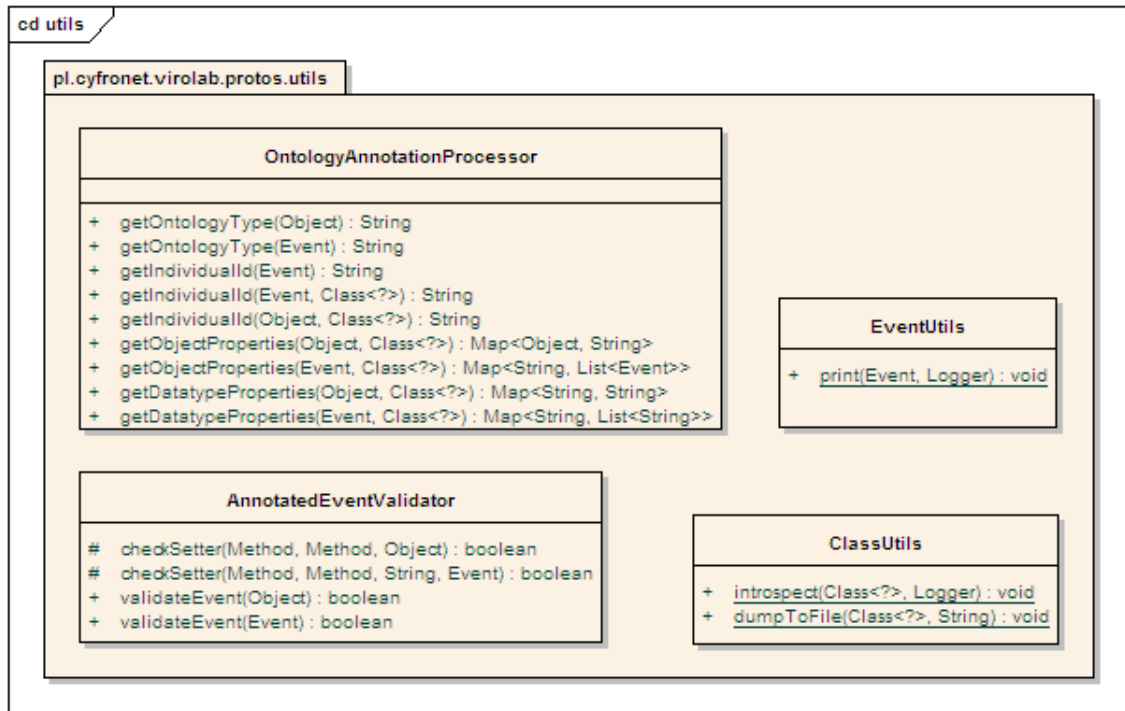 cd utils
pl.cyfronet.virolab.protos.utils
OntologyAnnotationProcessor
+ getOntologyType(Object) : String
+ getOntologyType(Event) : String
+ getIndividualId(Event) : String
+ getIndividualId(Event, Class<?>) : String
+ getIndividualId(Object, Class<?>) : String
+ getObjectProperties(Object, Class<?>) : Map<Object, String>
+ getObjectProperties(Event, Class<?>) : Map<String, List<Event>>
+ getDatatypeProperties(Object, Class<?>) : Map<String, String>
+ getDatatypeProperties(Event, Class<?>) : Map<String, List<String>>
EventUtils
+ print(Event, Logger) : void
AnnotatedEventValidator
# checkSetter(Method, Method, Object) : boolean
# checkSetter(Method, Method, String, Event) : boolean
+ validateEvent(Object) : boolean
+ validateEvent(Event) : boolean
ClassUtils
+ introspect(Class<?>, Logger) : void
+ dumpToFile(Class<?>, String) : void